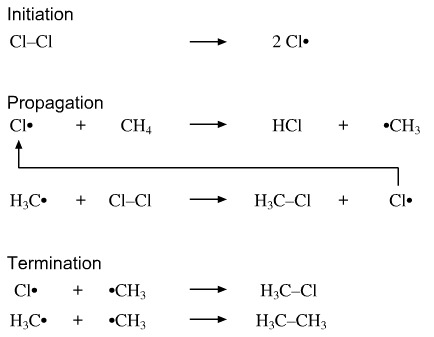 Initiation
Cl–Cl ⟶ 2 Cl•
Propagation
Cl• + CH₄ ⟶ HCl + •CH₃
H₃C• + Cl–Cl ⟶ H₃C–Cl + Cl•
Termination
Cl• + •CH₃ ⟶ H₃C–Cl
H₃C• + •CH₃ ⟶ H₃C–CH₃